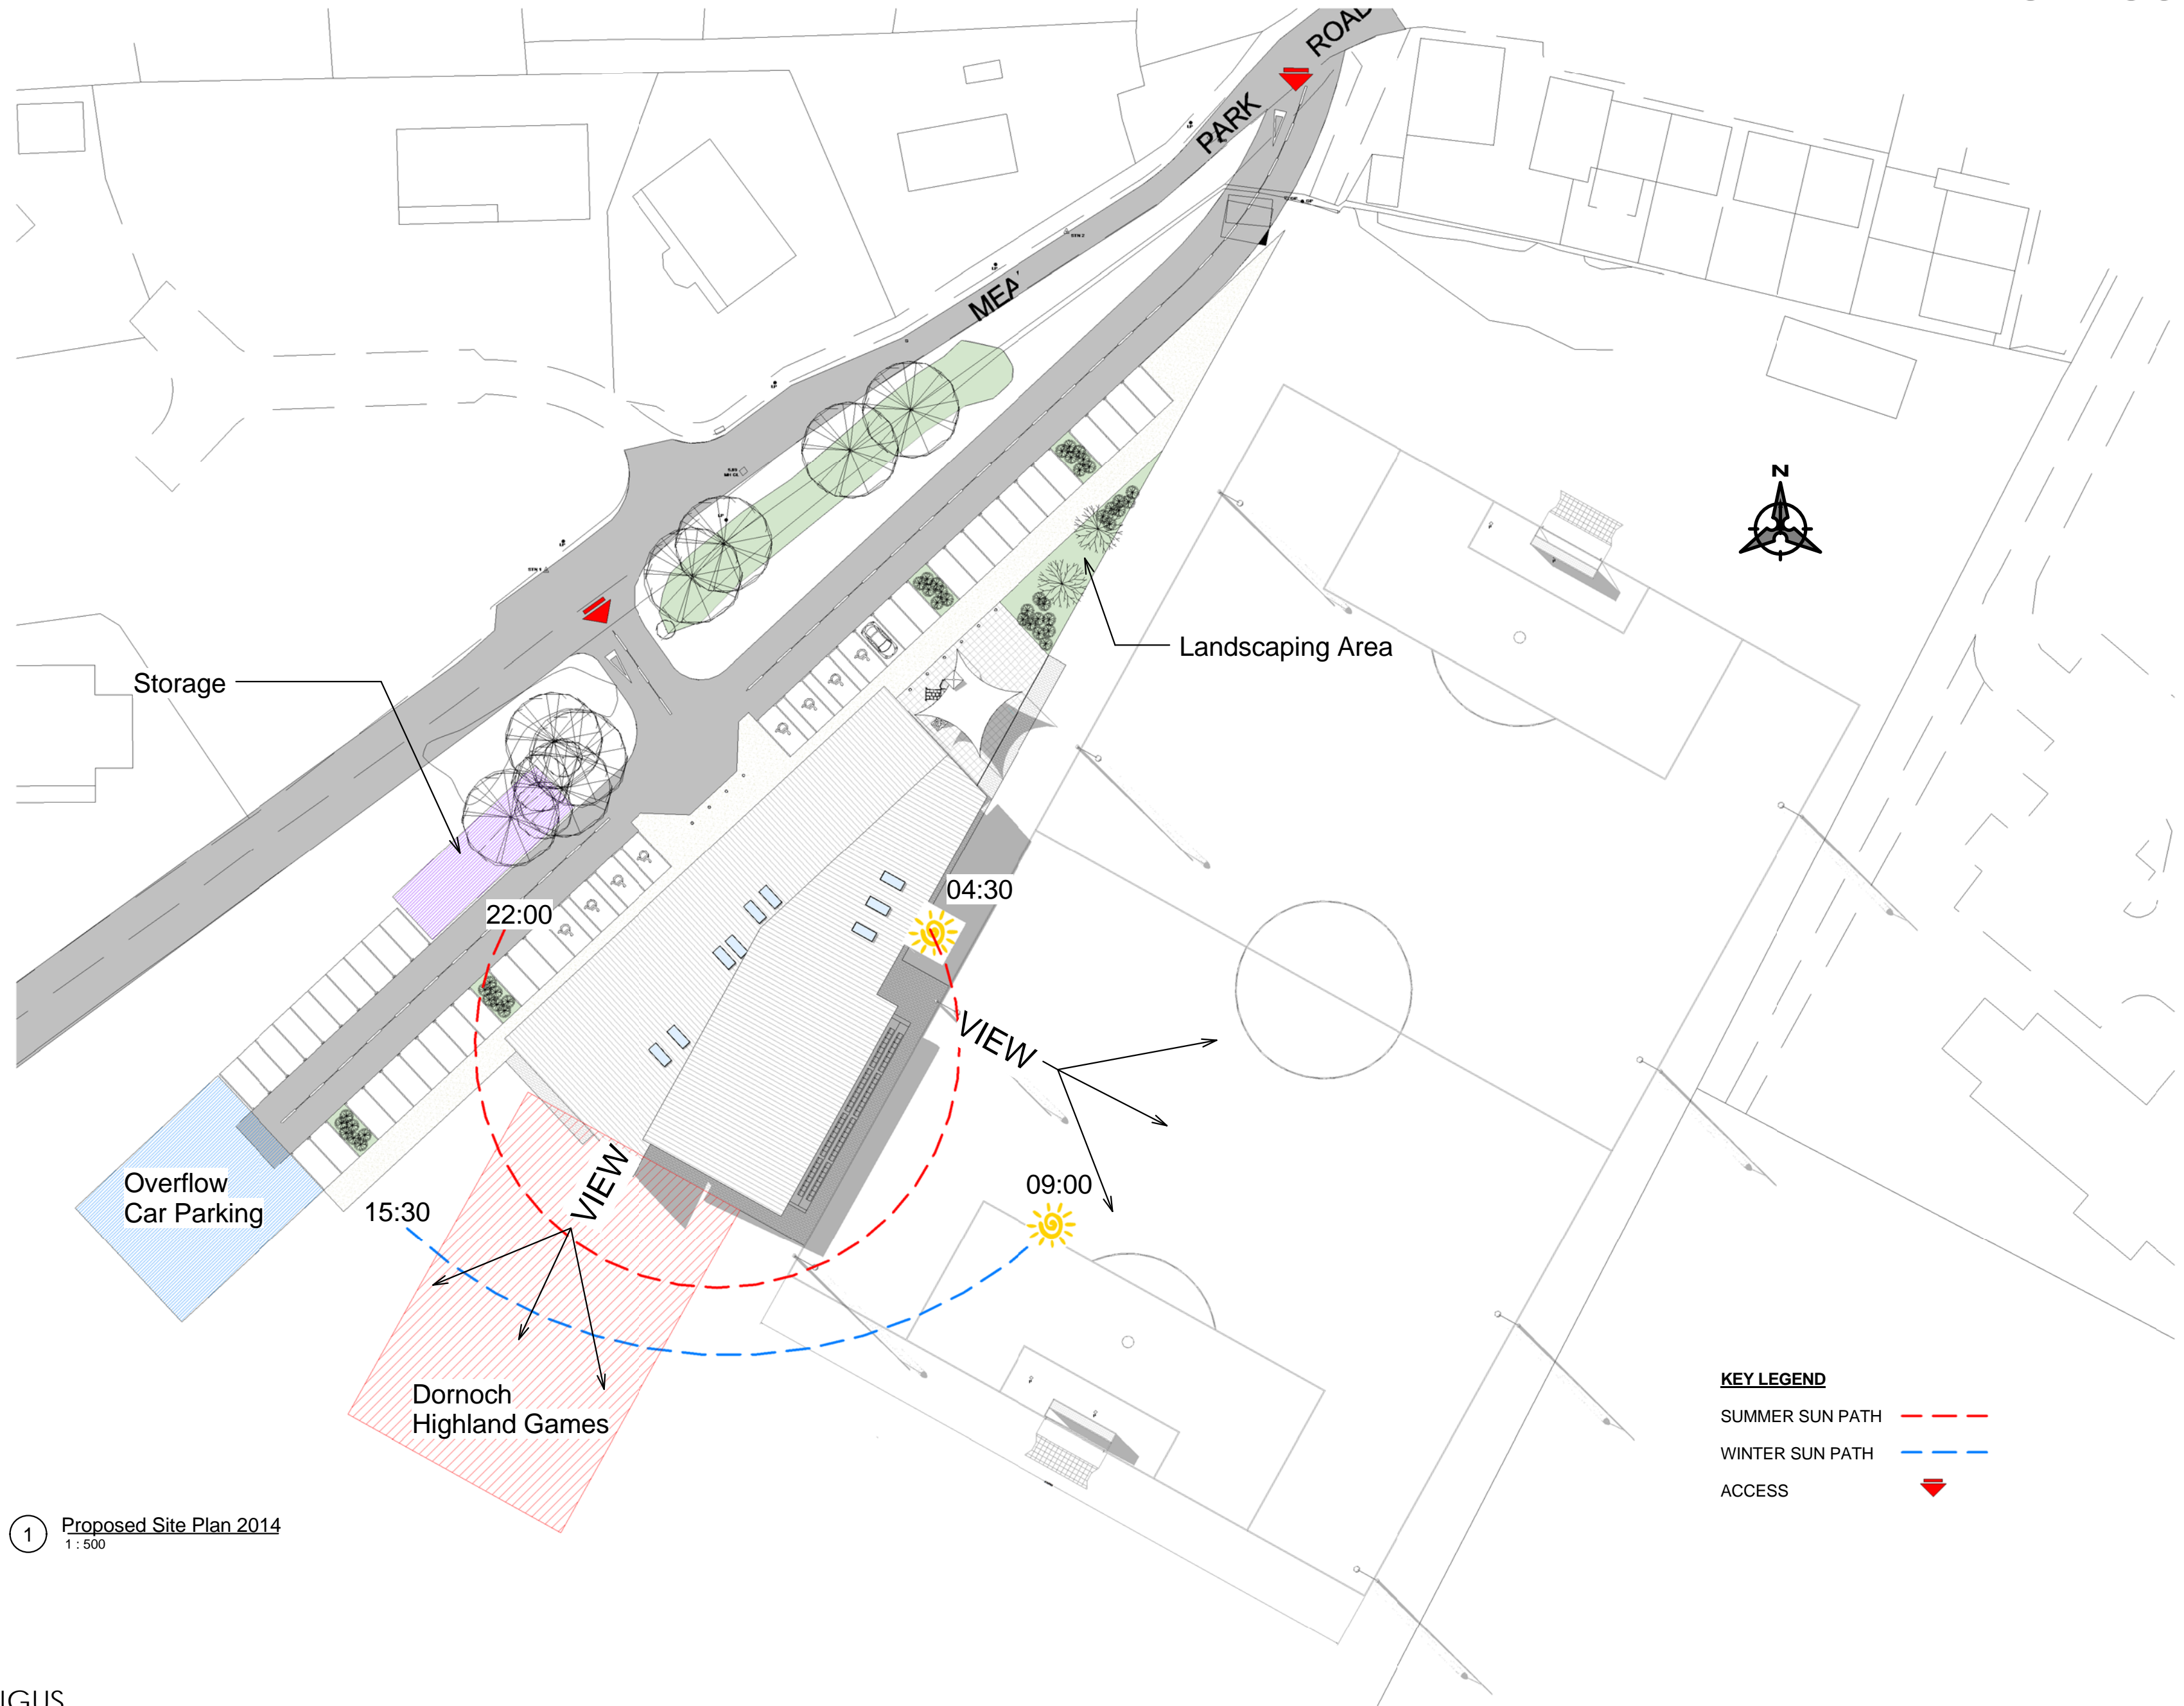 ROAD
PARK
MEA
N
Landscaping Area
Storage
04:30
22:00
VIEW
Overflow
Car Parking
VIEW
15:30
09:00
Dornoch
Highland Games
KEY LEGEND
SUMMER SUN PATH
WINTER SUN PATH
ACCESS
1
Proposed Site Plan 2014
1 : 500